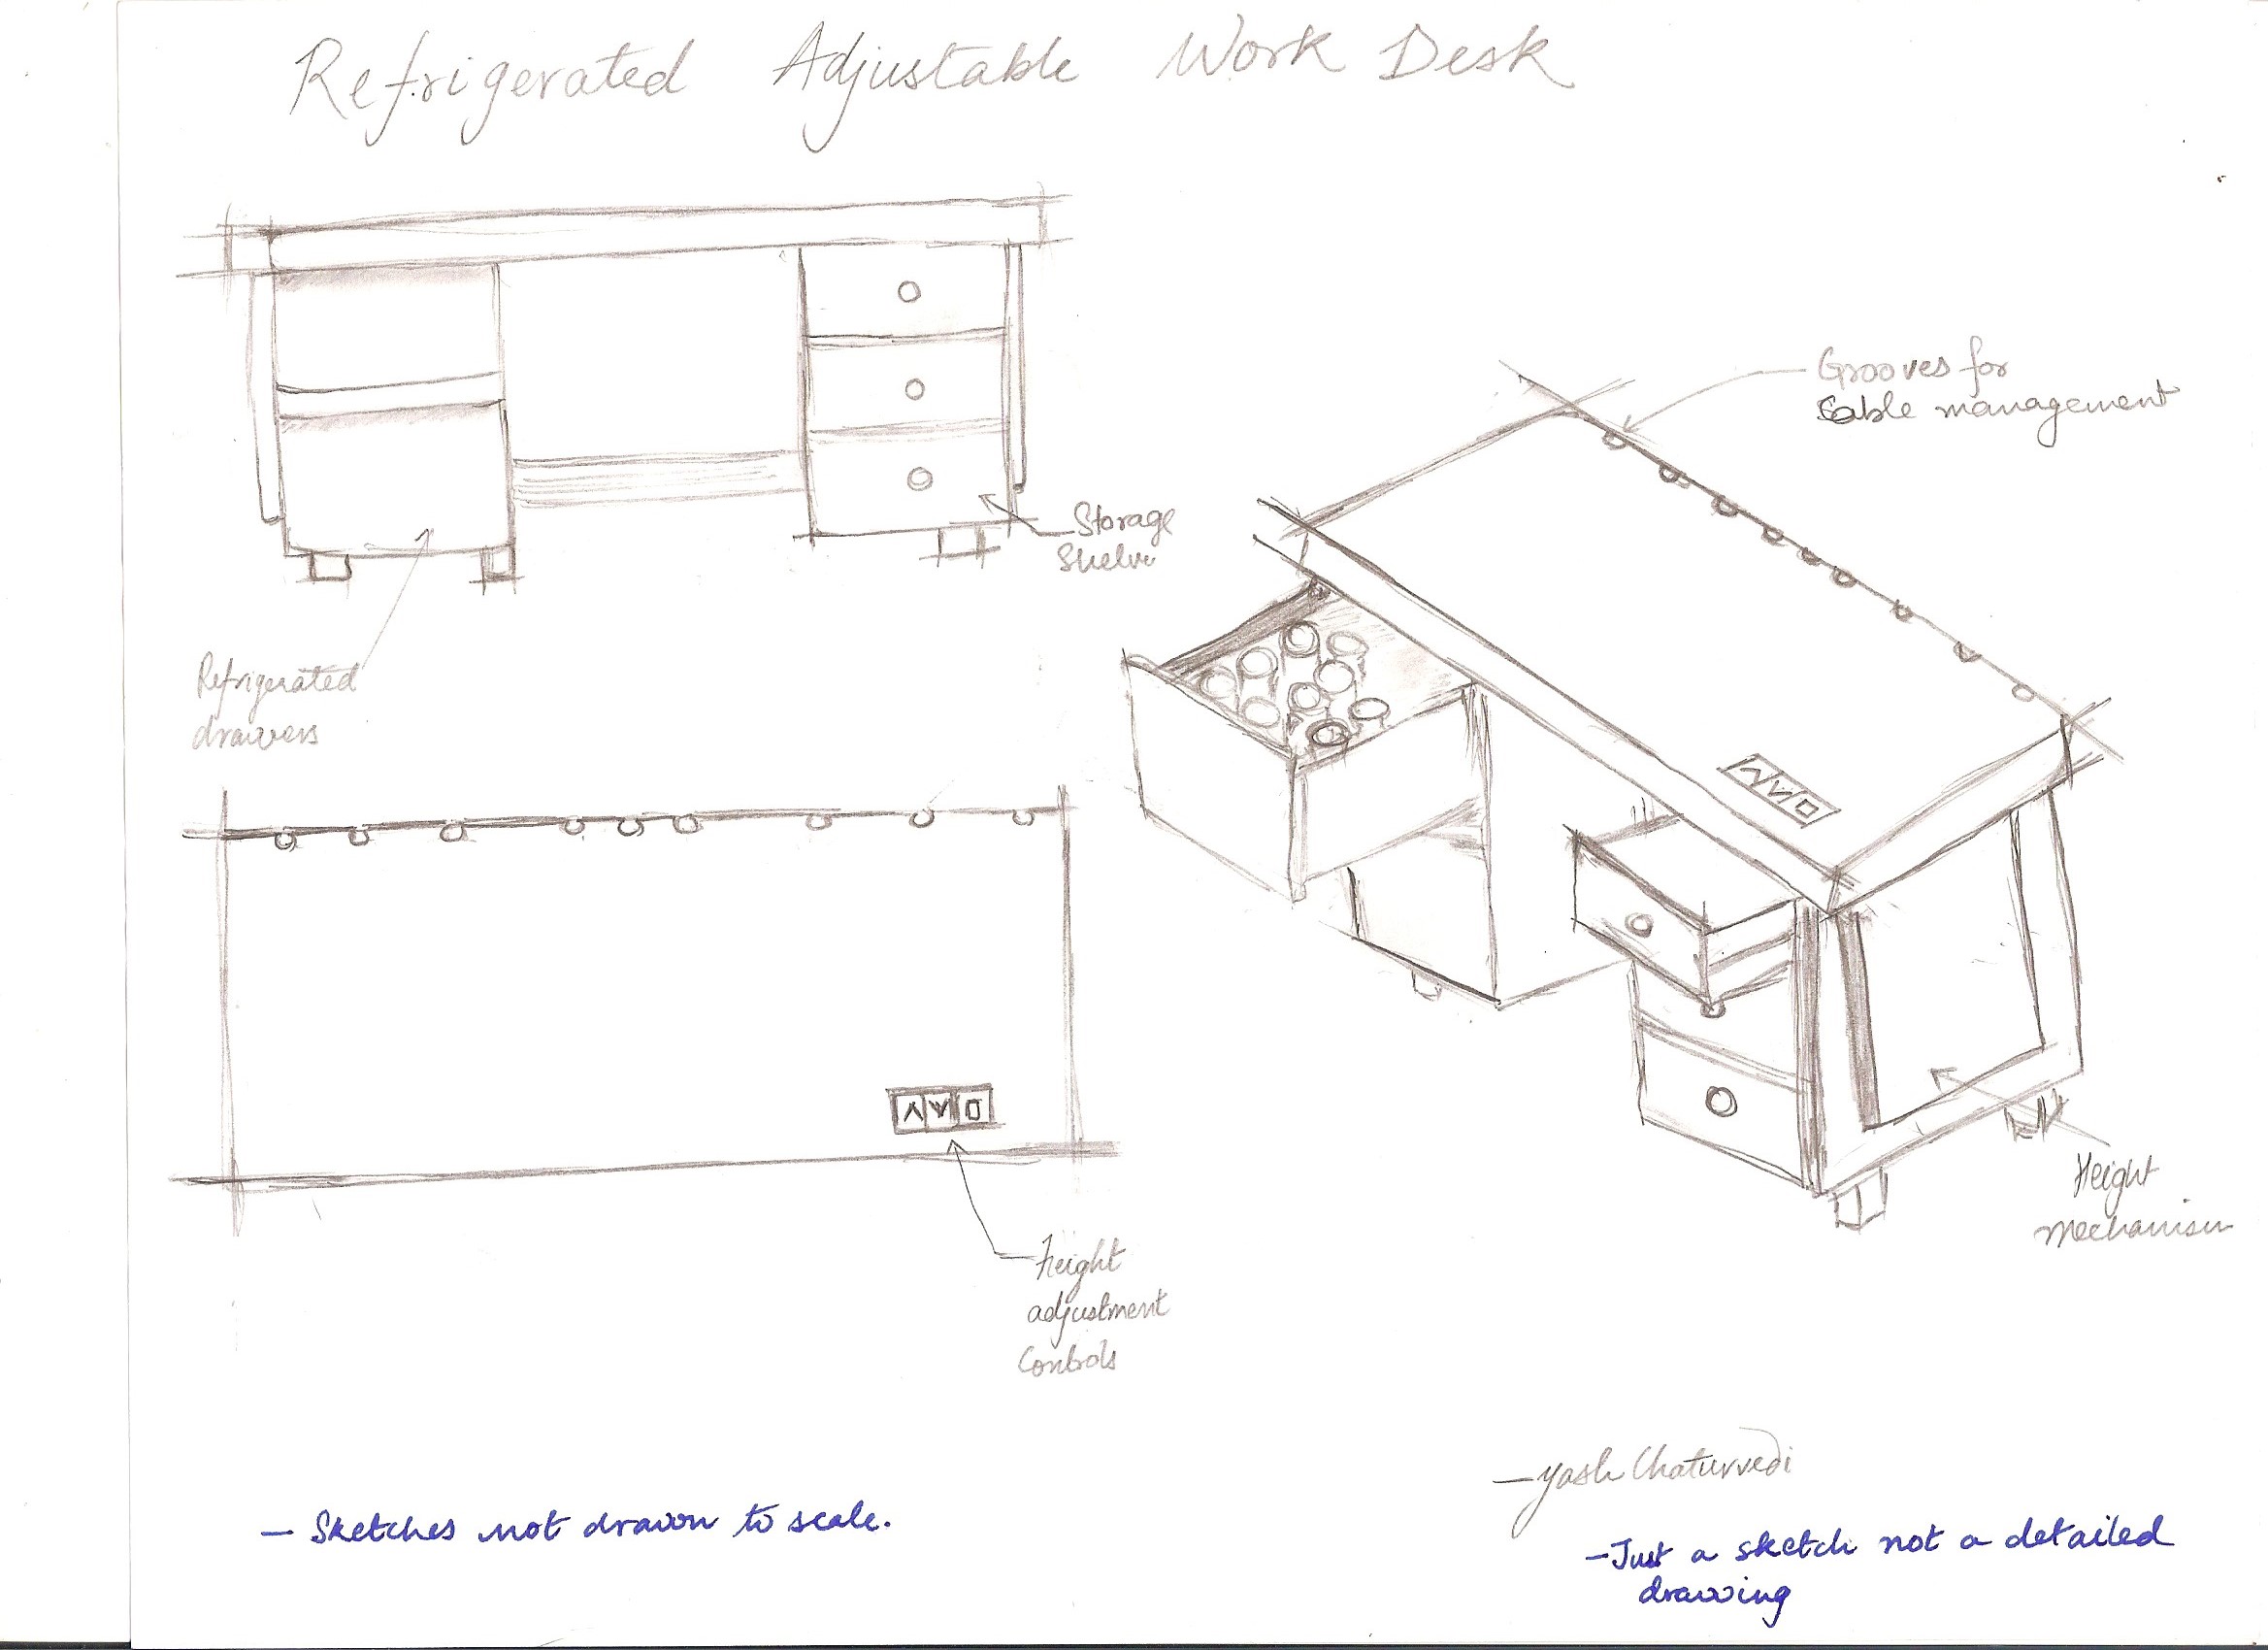 Refrigerated Adjustable Work Desk
Grooves for
Cable management
Storage
Shelve
Refrigerated
drawers
Height
mechanism
Height
adjustment
Controls
- Yash Chaturvedi
- Sketches not drawn to scale.
- Just a sketch not a detailed
drawing